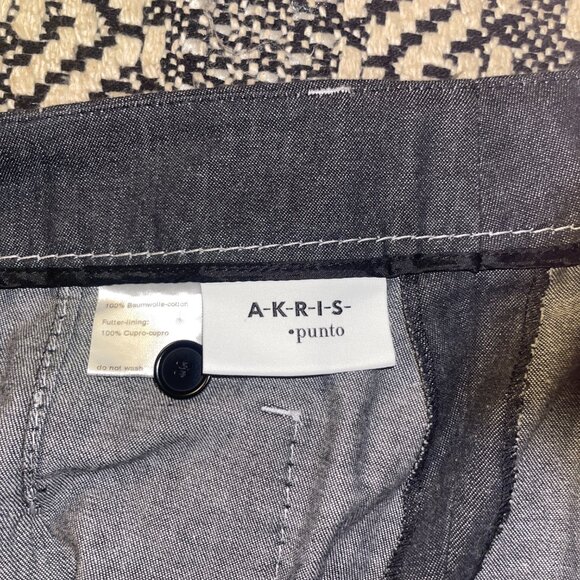 100% Baumwolle-cotton
Futter-lining:
100% Cupro-cupro
do not wash
A-K-R-I-S-
•punto